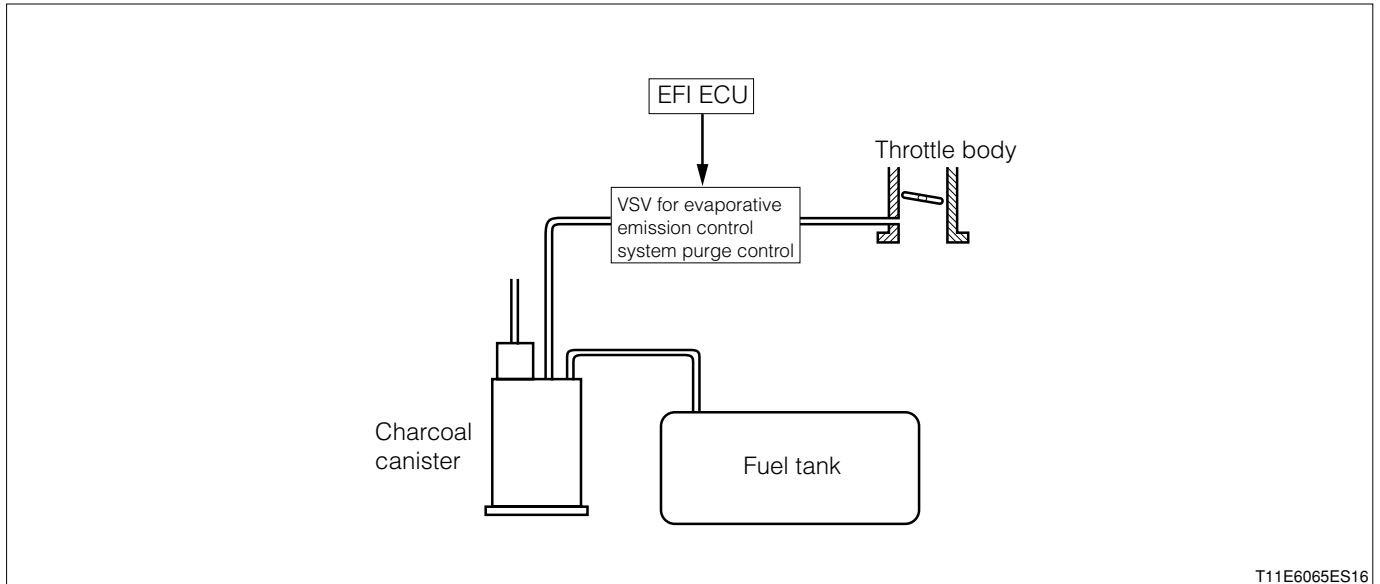 EFI ECU
Throttle body
VSV for evaporative
emission control
system purge control
Charcoal
canister
Fuel tank
T11E6065ES16